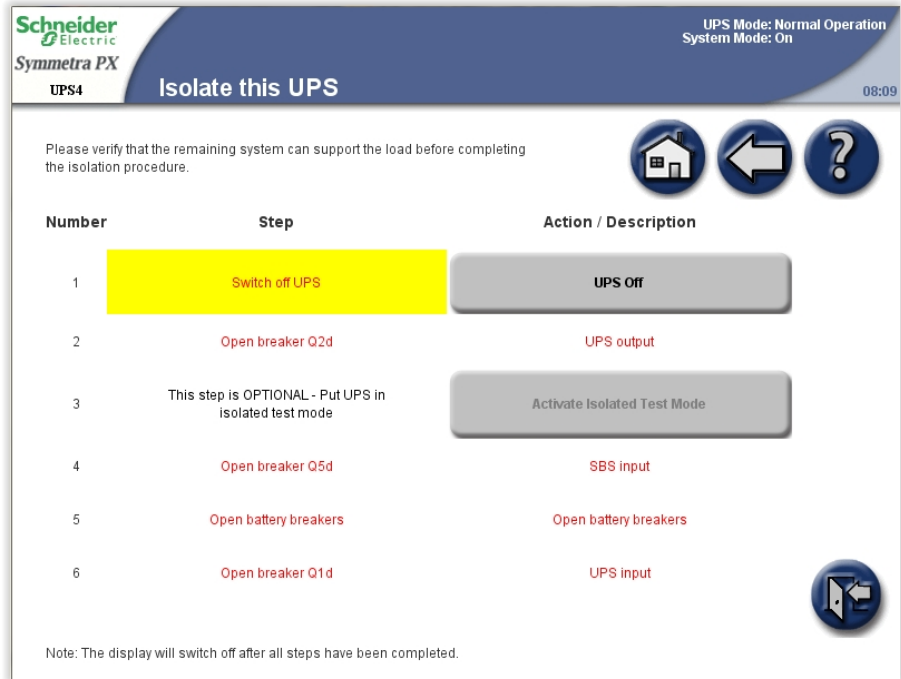 Schneider
Electric
Symmetra PX
UPS4
Isolate this UPS
UPS Mode: Normal Operation
System Mode: On
08:09
Please verify that the remaining system can support the load before completing
the isolation procedure.
?
Number Step Action / Description
1 Switch off UPS UPS Off
2 Open breaker Q2d UPS output
3 This step is OPTIONAL - Put UPS in
isolated test mode Activate Isolated Test Mode
4 Open breaker Q5d SBS input
5 Open battery breakers Open battery breakers
6 Open breaker Q1d UPS input
Note: The display will switch off after all steps have been completed.